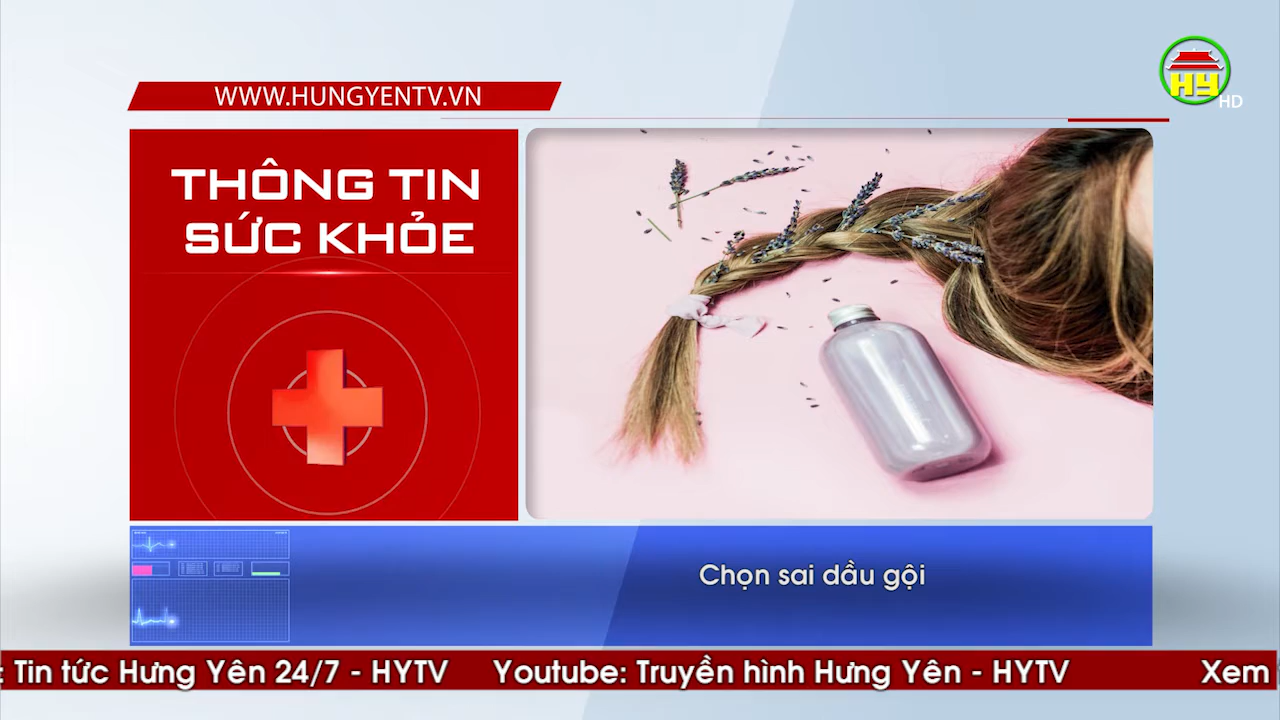 WWW.HUNGYENTV.VN
HY
HD
THÔNG TIN
SỨC KHỎE
Chọn sai dầu gội
: Tin tức Hưng Yên 24/7 - HYTV Youtube: Truyền hình Hưng Yên - HYTV Xem